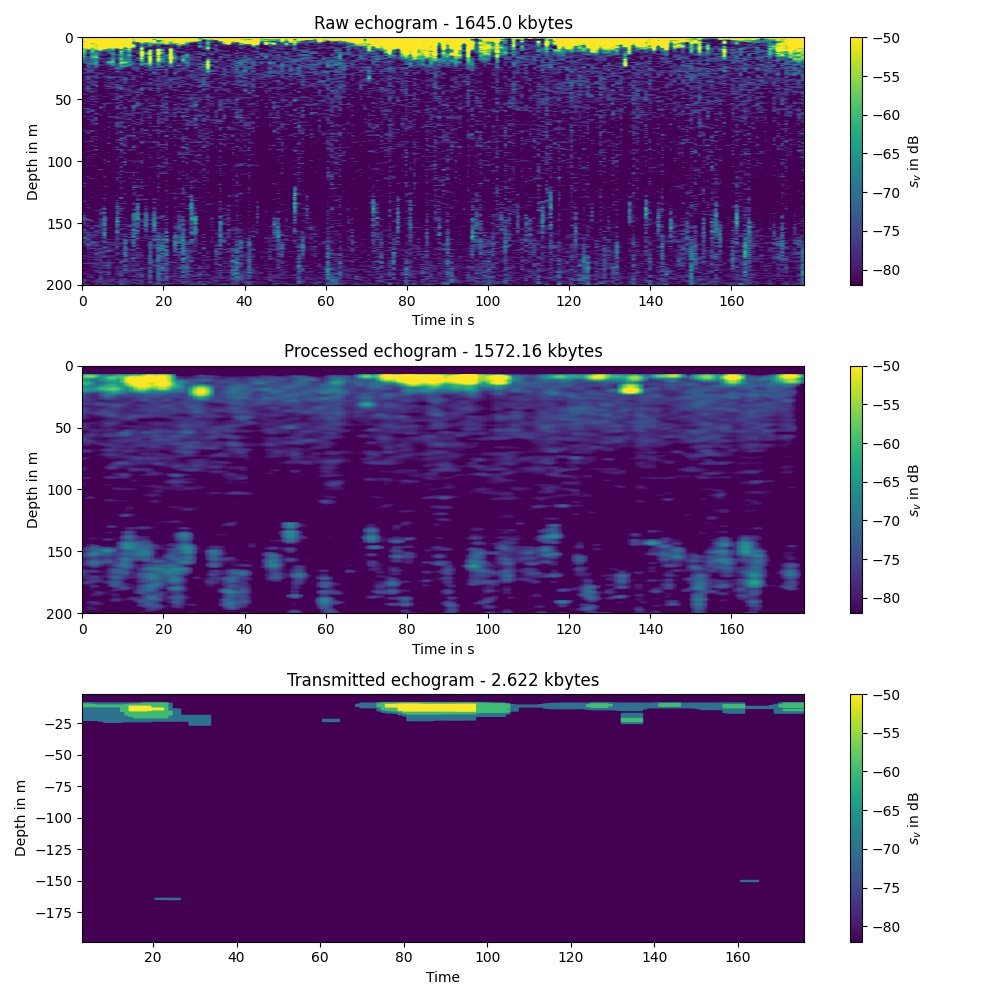 Raw echogram - 1645.0 kbytes
0
50
100
150
200
Depth in m
0 20 40 60 80 100 120 140 160
Time in s
−50
−55
−60
−65
−70
−75
−80
sv in dB
Processed echogram - 1572.16 kbytes
0
50
100
150
200
Depth in m
0 20 40 60 80 100 120 140 160
Time in s
−50
−55
−60
−65
−70
−75
−80
sv in dB
Transmitted echogram - 2.622 kbytes
−25
−50
−75
−100
−125
−150
−175
Depth in m
20 40 60 80 100 120 140 160
Time
−50
−55
−60
−65
−70
−75
−80
sv in dB